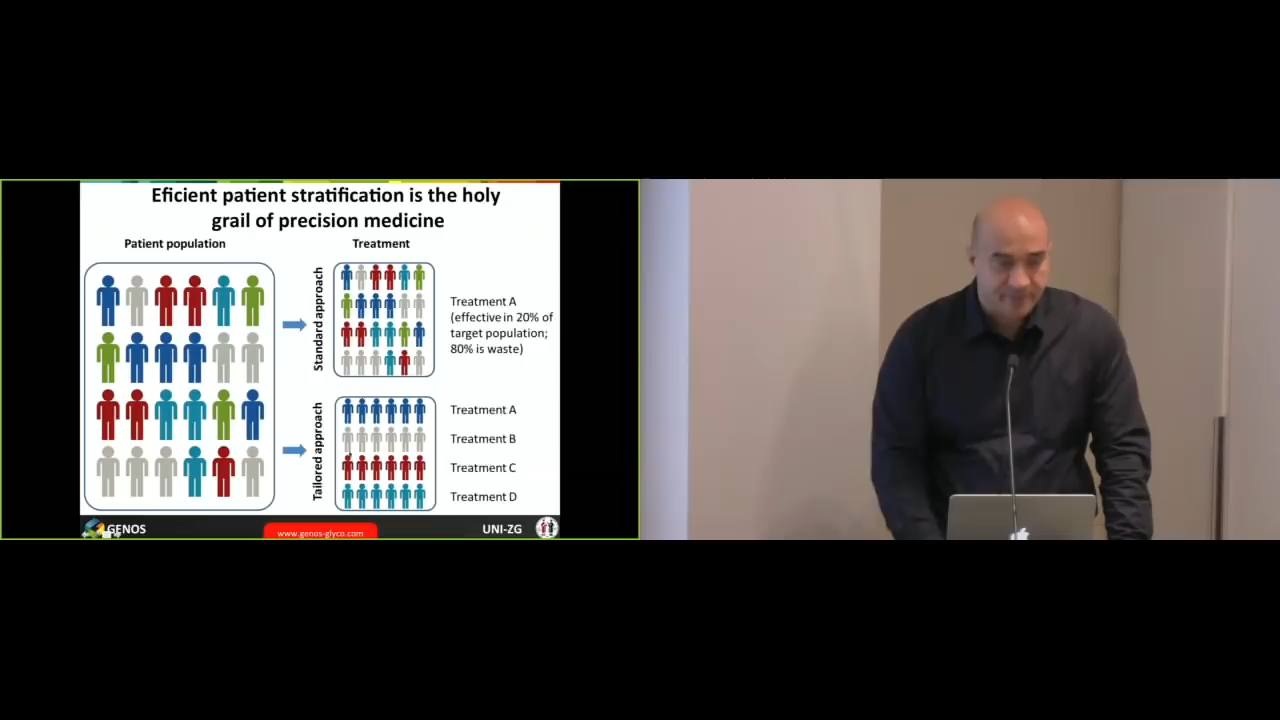 Eficient patient stratification is the holy
grail of precision medicine
Patient population
Treatment
Standard approach
Treatment A
(effective in 20% of
target population;
80% is waste)
Tailored approach
Treatment A
Treatment B
Treatment C
Treatment D
GENOS
www.genos-glyco.com
UNI-ZG